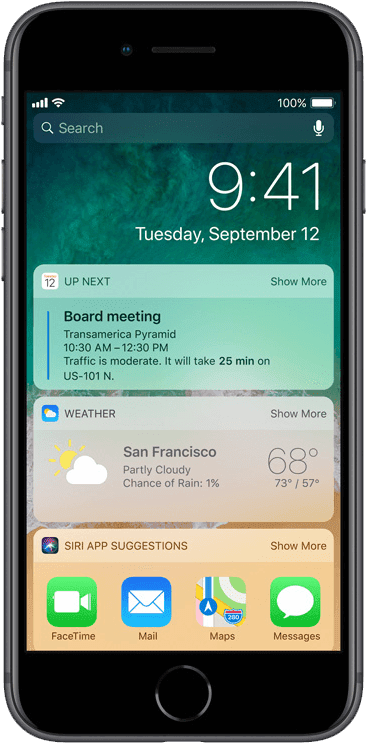 100%
Search
9:41
Tuesday, September 12
12
UP NEXT
Show More
Board meeting
Transamerica Pyramid
10:30 AM – 12:30 PM
Traffic is moderate. It will take 25 min on
US-101 N.
WEATHER
Show More
San Francisco
68°
Partly Cloudy
Chance of Rain: 1%
73° / 57°
SIRI APP SUGGESTIONS
Show More
280
FaceTime
Mail
Maps
Messages